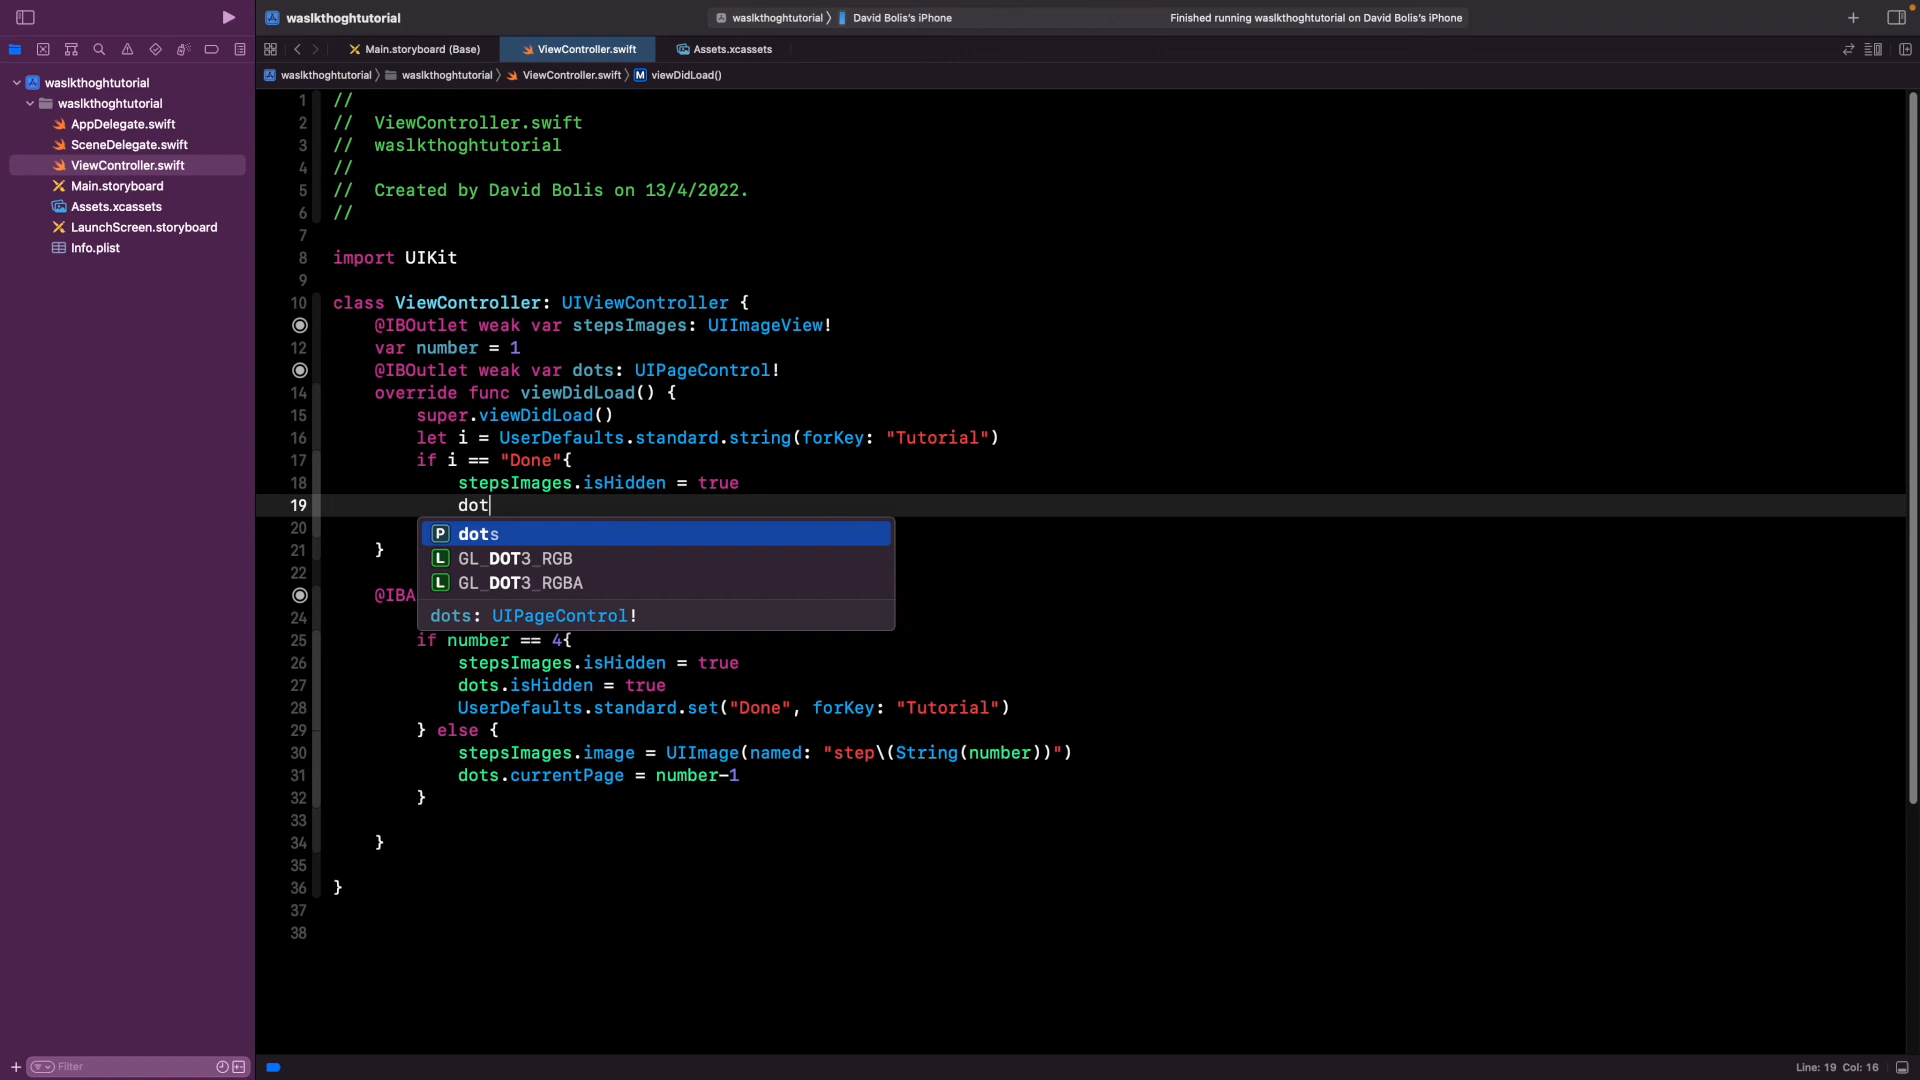 waslkthoghtutorial
waslkthoghtutorial
David Bolis's iPhone
Finished running waslkthoghtutorial on David Bolis's iPhone
Main.storyboard (Base)
ViewController.swift
Assets.xcassets
waslkthoghtutorial
waslkthoghtutorial
ViewController.swift
M viewDidLoad()
waslkthoghtutorial
waslkthoghtutorial
AppDelegate.swift
SceneDelegate.swift
ViewController.swift
Main.storyboard
Assets.xcassets
LaunchScreen.storyboard
Info.plist
1 //
2 // ViewController.swift
3 // waslkthoghtutorial
4 //
5 // Created by David Bolis on 13/4/2022.
6 //
7
8 import UIKit
9
10 class ViewController: UIViewController {
@IBOutlet weak var stepsImages: UIImageView!
12 var number = 1
@IBOutlet weak var dots: UIPageControl!
14 override func viewDidLoad() {
15 super.viewDidLoad()
16 let i = UserDefaults.standard.string(forKey: "Tutorial")
17 if i == "Done"{
18 stepsImages.isHidden = true
19 dot
20
21 }
22
@IBA
24
25 if number == 4{
26 stepsImages.isHidden = true
27 dots.isHidden = true
28 UserDefaults.standard.set("Done", forKey: "Tutorial")
29 } else {
30 stepsImages.image = UIImage(named: "step\(String(number))")
31 dots.currentPage = number-1
32 }
33
34 }
35
36 }
37
38
P dots
L GL_DOT3_RGB
L GL_DOT3_RGBA
dots: UIPageControl!
Filter
Line: 19 Col: 16